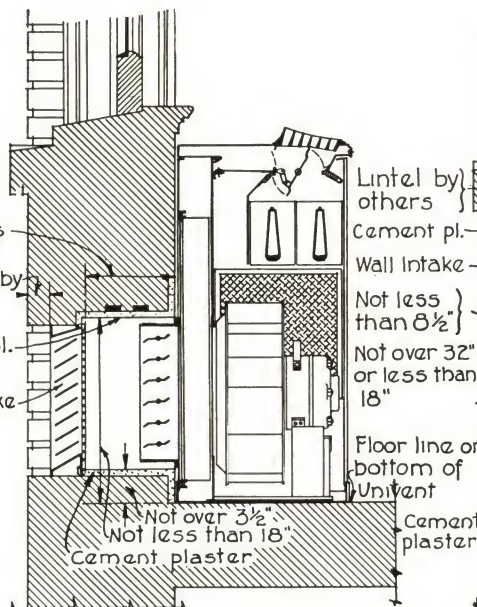 Lintel by
others
Cement pl.
Wall Intake
Not less
than 8½"
Not over 32"
or less than
18"
Floor line or
bottom of
Univent
Cement
plaster
by
Not over 3½"
Not less than 18"
Cement plaster